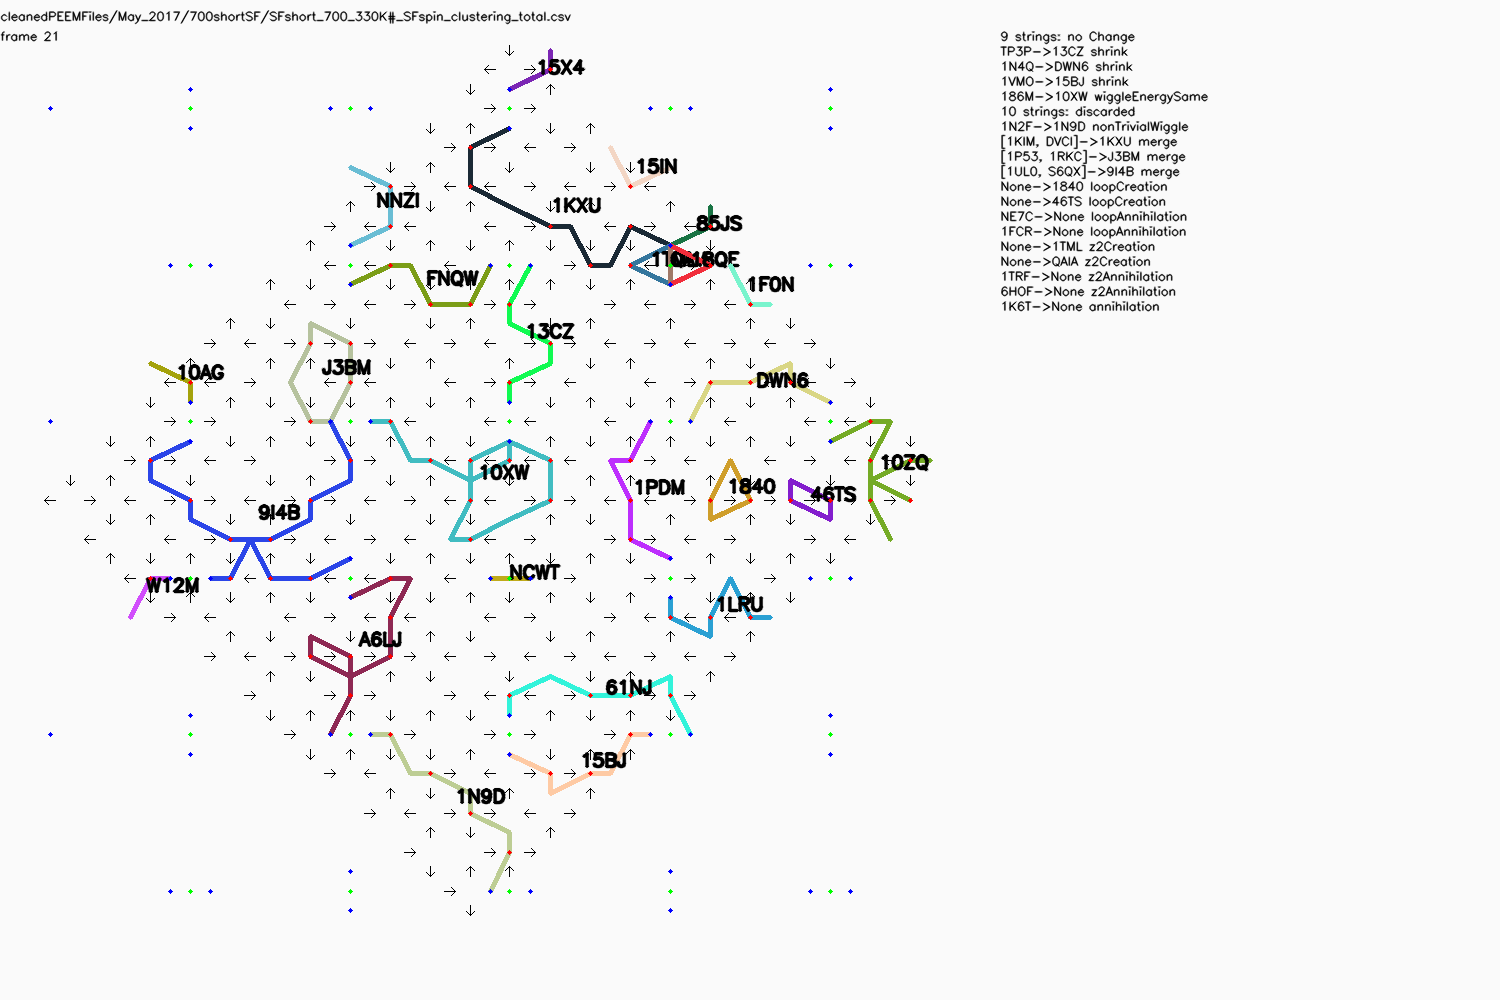 cleanedPEEMFiles/May_2017/700shortSF/SFshort_700_330K#_SFspin_clustering_total.csv
frame 21
9 strings: no Change
TP3P->13CZ shrink
1N4Q->DWN6 shrink
1VMO->15BJ shrink
186M->10XW wiggleEnergySame
10 strings: discarded
1N2F->1N9D nonTrivialWiggle
[1KIM, DVCI]->1KXU merge
[1P53, 1RKC]->J3BM merge
[1UL0, S6QX]->9I4B merge
None->1840 loopCreation
None->46TS loopCreation
NE7C->None loopAnnihilation
1FCR->None loopAnnihilation
None->1TML z2Creation
None->QAIA z2Creation
1TRF->None z2Annihilation
6HOF->None z2Annihilation
1K6T->None annihilation
15X4
15IN
NNZI
1KXU
85JS
FNQW
1F0N
13CZ
J3BM
10AG
DWN6
10ZQ
10XW
1PDM
1840
46TS
9I4B
NCWT
W12M
1LRU
A6LJ
61NJ
15BJ
1N9D